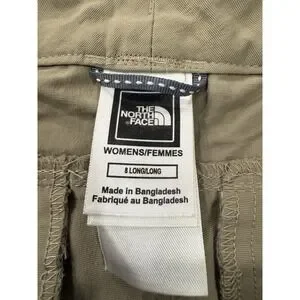 THE
NORTH
FACE
WOMENS/FEMMES
8 LONG/LONG
Made in Bangladesh
Fabriqué au Bangladesh